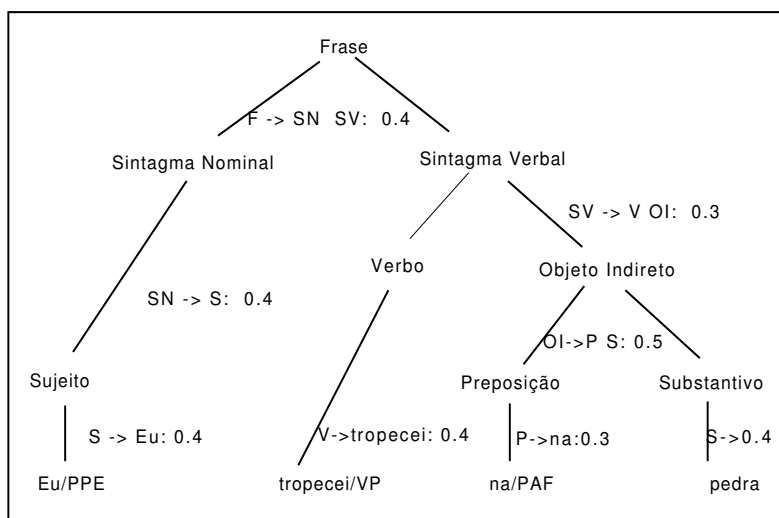 Frase
F -> SN SV: 0.4
Sintagma Nominal
Sintagma Verbal
SV -> V OI: 0.3
Verbo
Objeto Indireto
SN -> S: 0.4
OI->P S: 0.5
Sujeito
Preposição
Substantivo
S -> Eu: 0.4
V->tropecei: 0.4
P->na:0.3
S->0.4
Eu/PPE
tropecei/VP
na/PAF
pedra